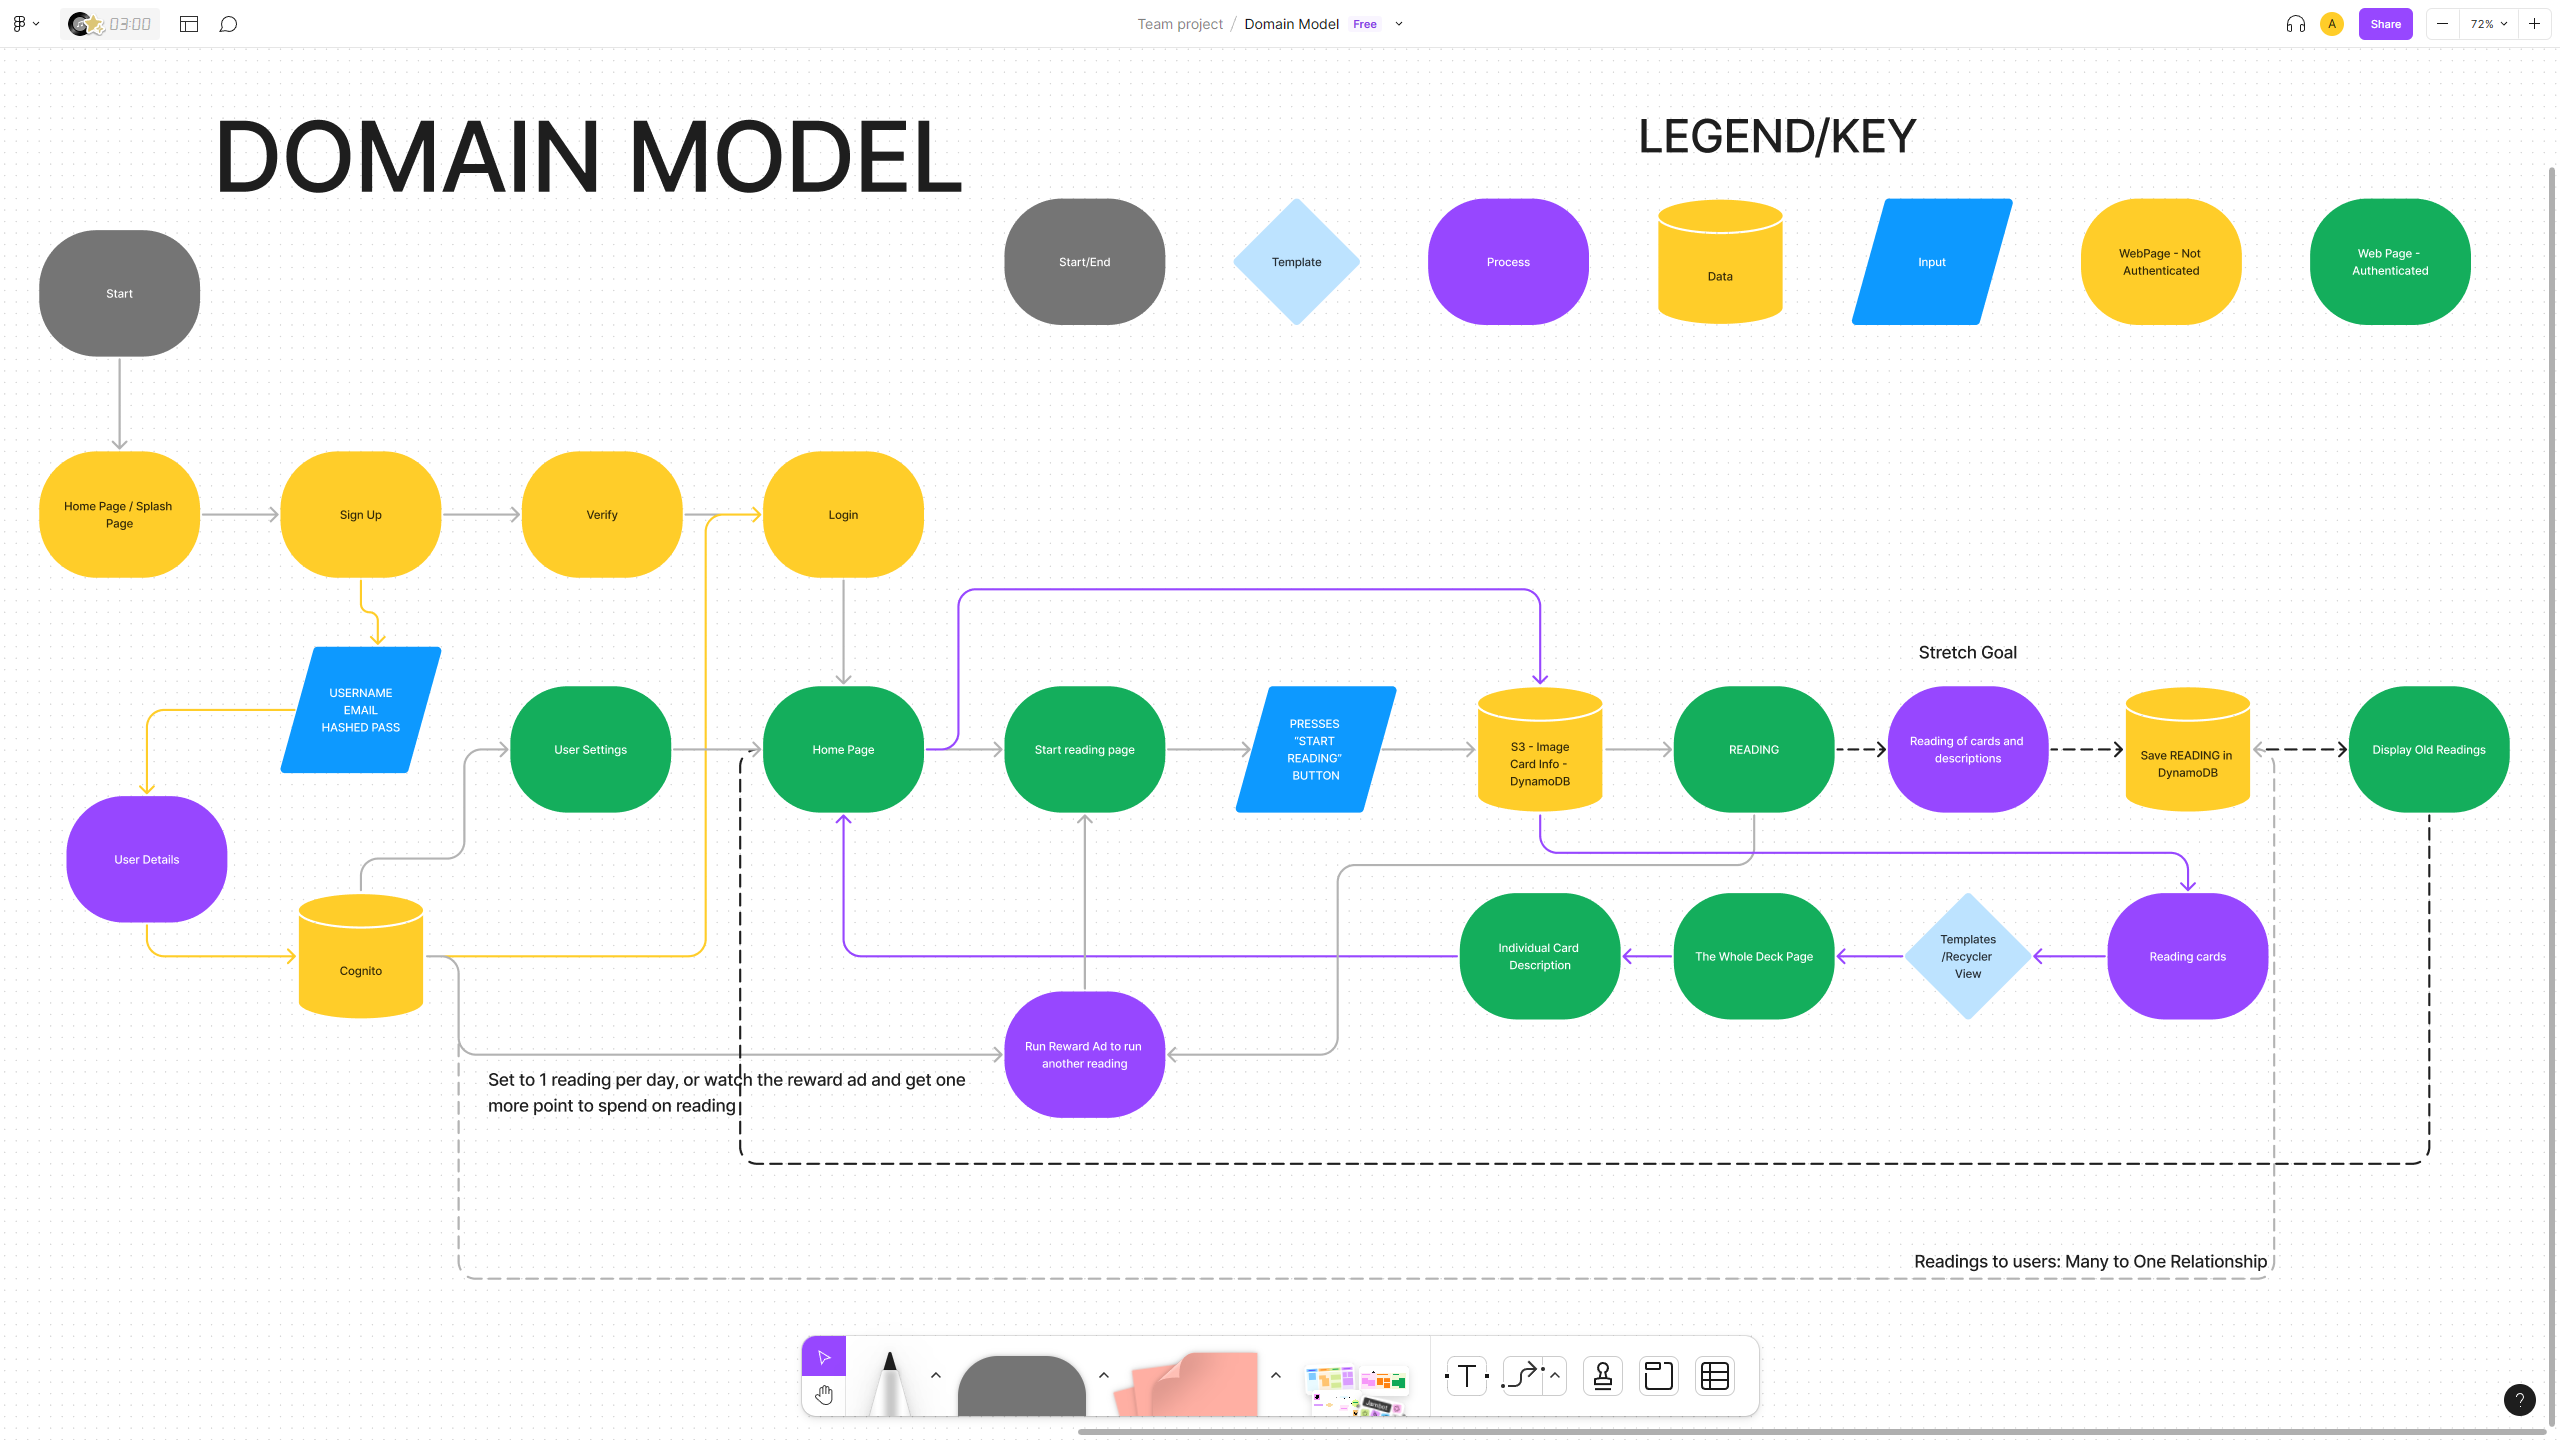 03:00
Team project / Domain Model Free
A
Share
72%
DOMAIN MODEL
LEGEND/KEY
Start/End
Template
Process
Data
Input
WebPage - Not
Authenticated
Web Page -
Authenticated
Start
Home Page / Splash
Page
Sign Up
Verify
Login
USERNAME
EMAIL
HASHED PASS
User Settings
Home Page
Start reading page
PRESSES
“START
READING”
BUTTON
S3 - Image
Card Info -
DynamoDB
READING
Stretch Goal
Reading of cards and
descriptions
Save READING in
DynamoDB
Display Old Readings
User Details
Cognito
Individual Card
Description
The Whole Deck Page
Templates
/Recycler
View
Reading cards
Run Reward Ad to run
another reading
Set to 1 reading per day, or watch the reward ad and get one
more point to spend on reading
Readings to users: Many to One Relationship
T
Jambot
?